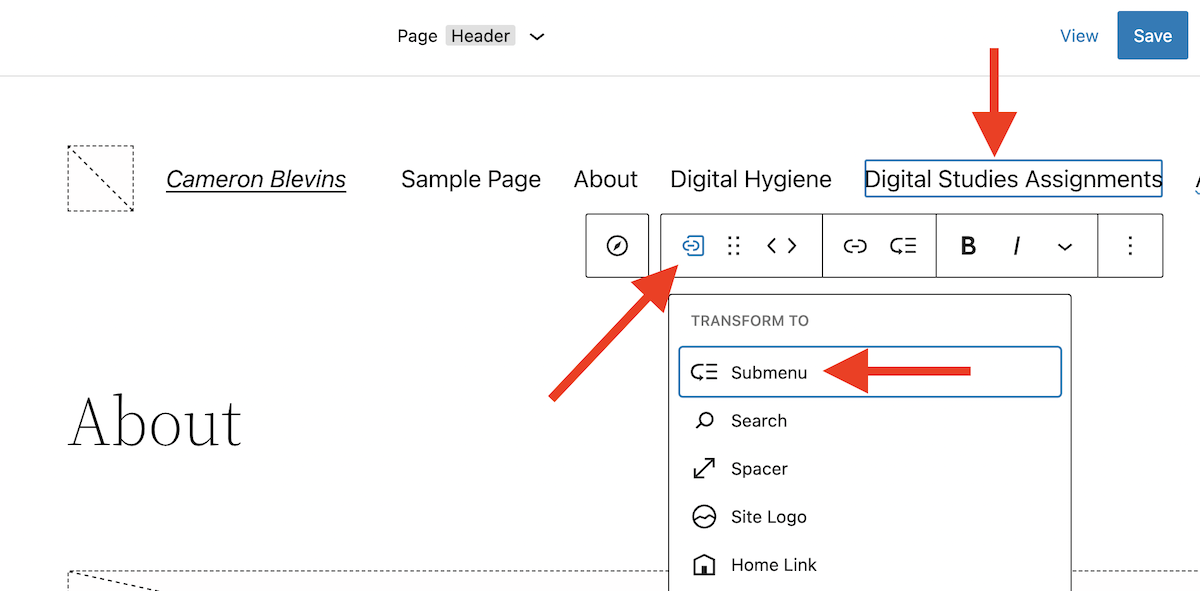 Page Header
View
Save
Cameron Blevins
Sample Page
About
Digital Hygiene
Digital Studies Assignments
B I
TRANSFORM TO
Submenu
Search
Spacer
Site Logo
Home Link
About